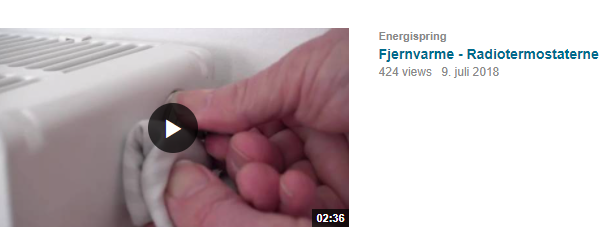 Energispring
Fjernvarme - Radiotermostaterne
424 views 9. juli 2018
02:36